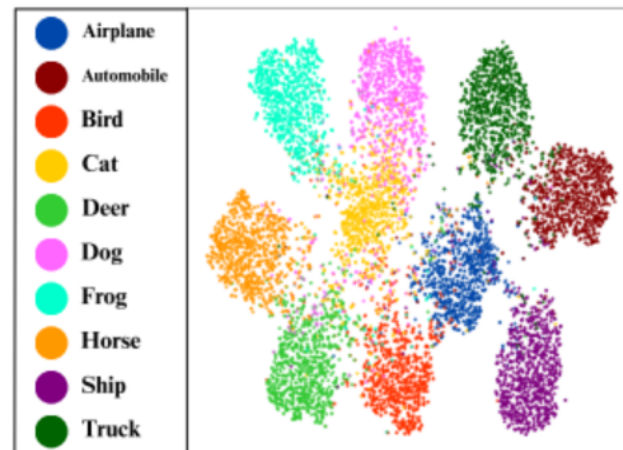 Airplane
Automobile
Bird
Cat
Deer
Dog
Frog
Horse
Ship
Truck